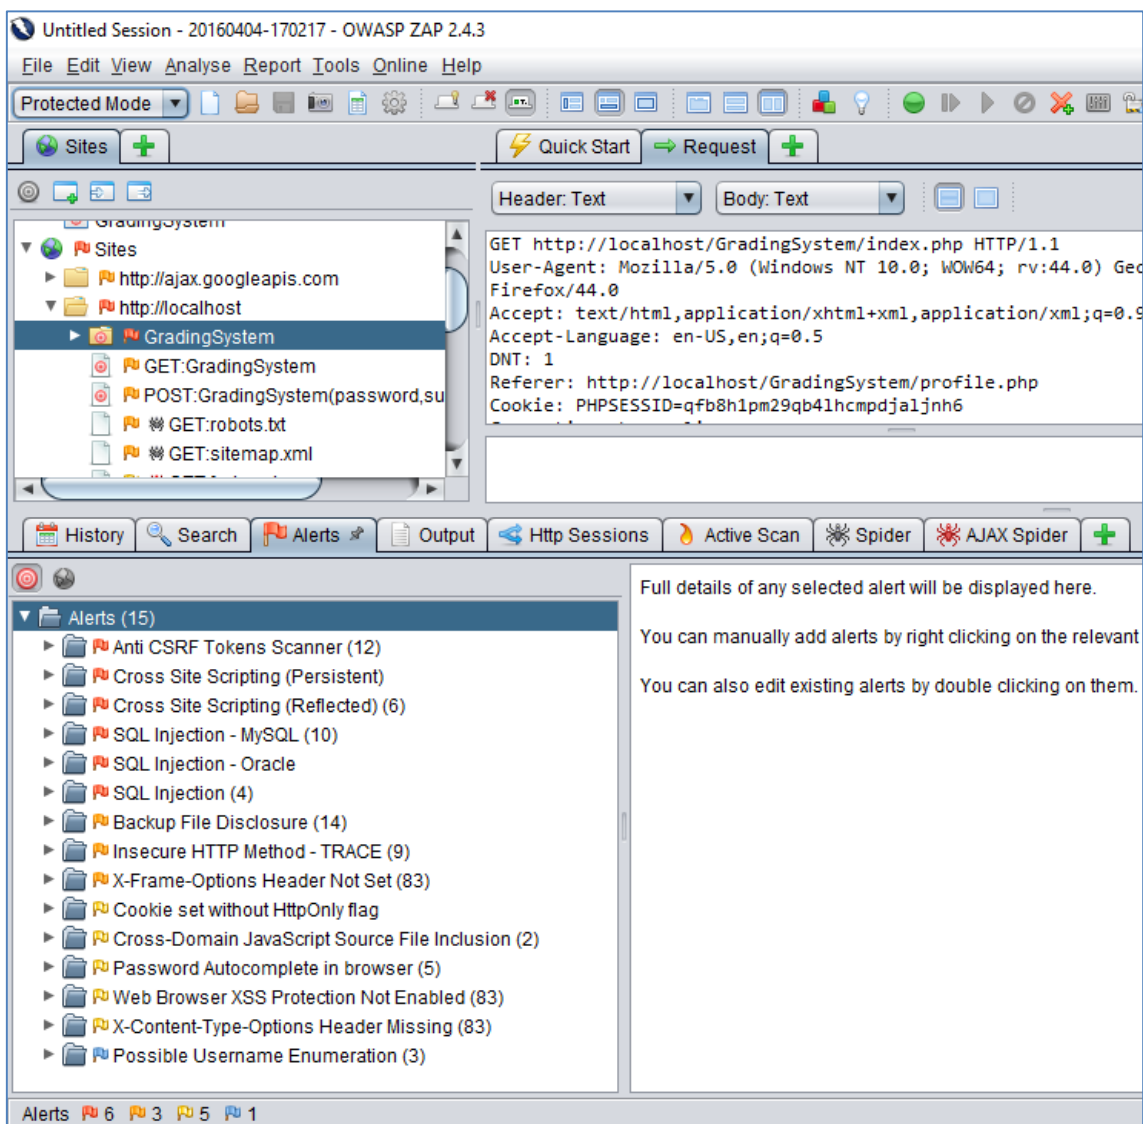 Untitled Session - 20160404-170217 - OWASP ZAP 2.4.3
File Edit View Analyse Report Tools Online Help
Protected Mode
Sites
Quick Start Request
Header: Text Body: Text
GradingSystem
Sites
http://ajax.googleapis.com
http://localhost
GradingSystem
GET:GradingSystem
POST:GradingSystem(password,su
GET:robots.txt
GET:sitemap.xml
GET http://localhost/GradingSystem/index.php HTTP/1.1
User-Agent: Mozilla/5.0 (Windows NT 10.0; WOW64; rv:44.0) Gec
Firefox/44.0
Accept: text/html,application/xhtml+xml,application/xml;q=0.9
Accept-Language: en-US,en;q=0.5
DNT: 1
Referer: http://localhost/GradingSystem/profile.php
Cookie: PHPSESSID=qfb8h1pm29qb4lhcmpdjaljnh6
History Search Alerts Output Http Sessions Active Scan Spider AJAX Spider
Alerts (15)
Anti CSRF Tokens Scanner (12)
Cross Site Scripting (Persistent)
Cross Site Scripting (Reflected) (6)
SQL Injection - MySQL (10)
SQL Injection - Oracle
SQL Injection (4)
Backup File Disclosure (14)
Insecure HTTP Method - TRACE (9)
X-Frame-Options Header Not Set (83)
Cookie set without HttpOnly flag
Cross-Domain JavaScript Source File Inclusion (2)
Password Autocomplete in browser (5)
Web Browser XSS Protection Not Enabled (83)
X-Content-Type-Options Header Missing (83)
Possible Username Enumeration (3)
Full details of any selected alert will be displayed here.
You can manually add alerts by right clicking on the relevant
You can also edit existing alerts by double clicking on them.
Alerts 6 3 5 1